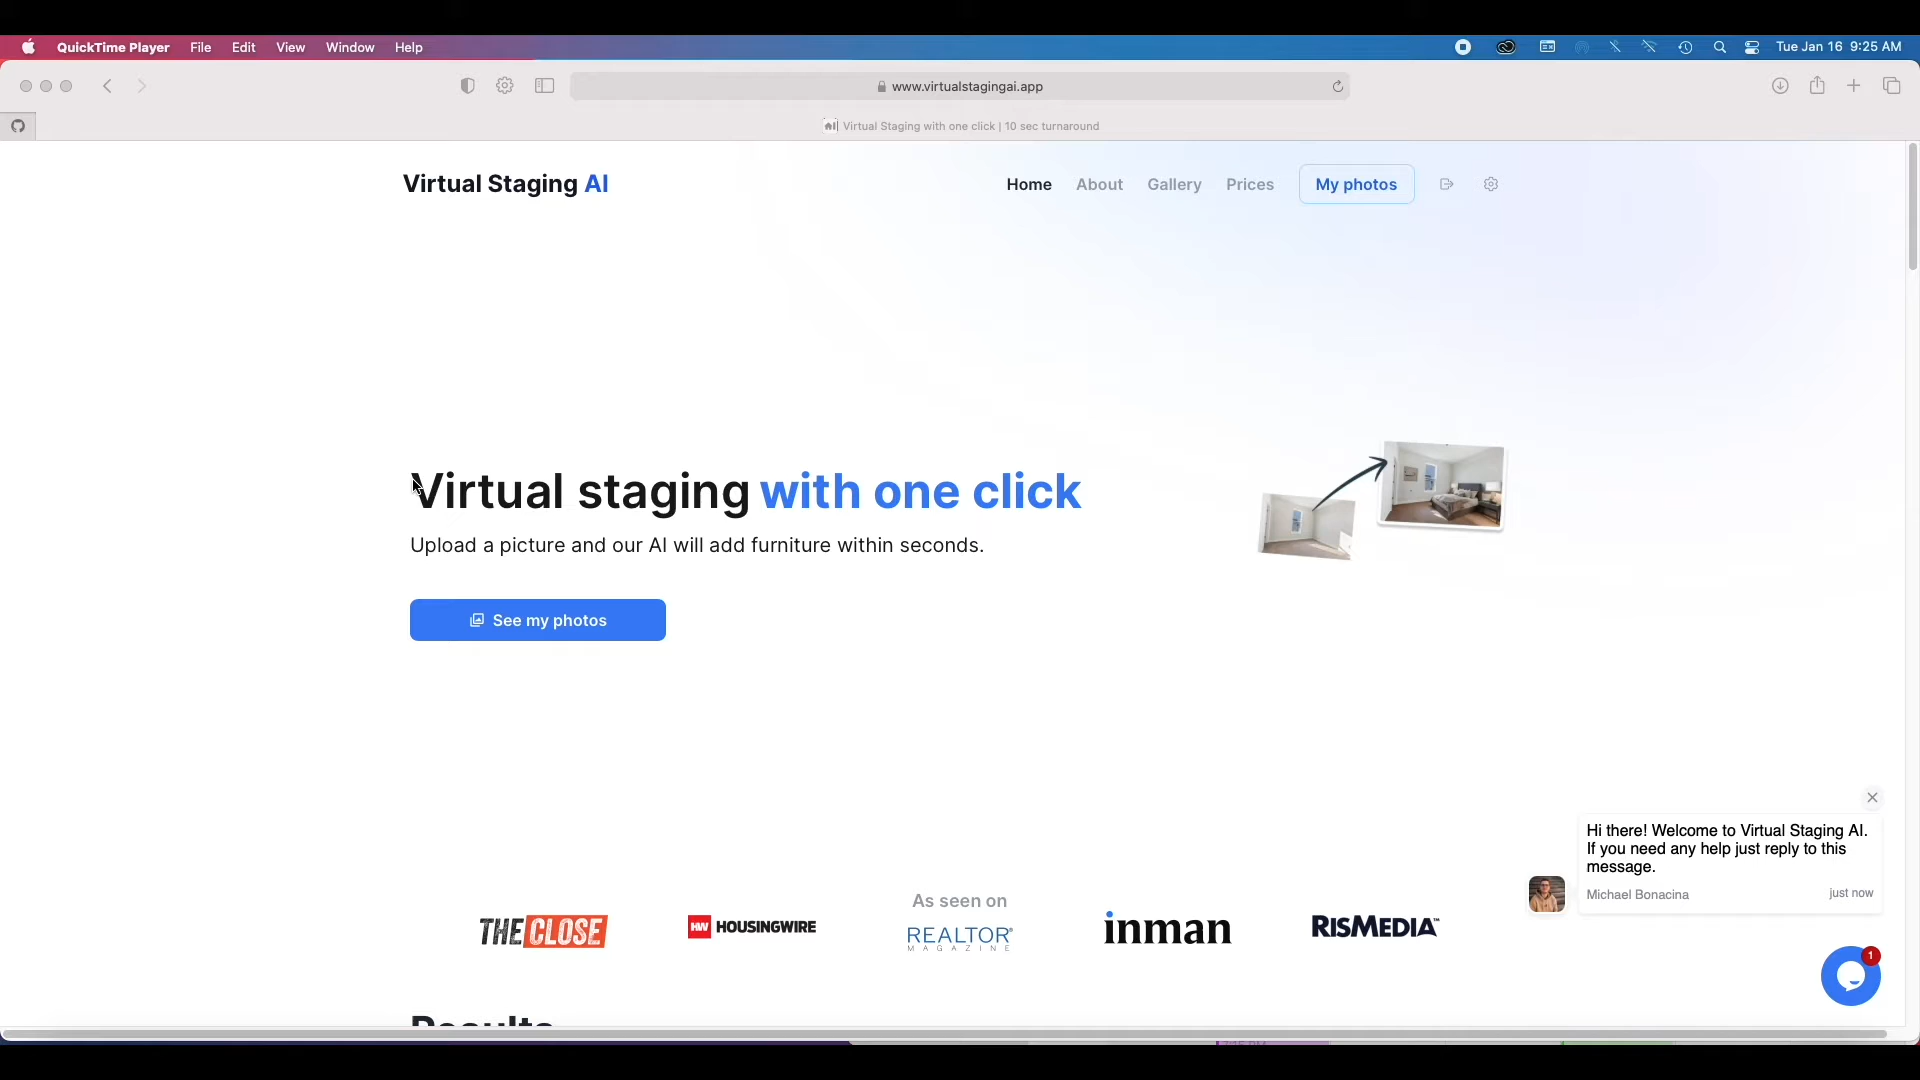 QuickTime Player File Edit View Window Help Tue Jan 16 9:25 AM
www.virtualstagingai.app
Virtual Staging with one click | 10 sec turnaround
Virtual Staging AI Home About Gallery Prices My photos
Virtual staging with one click
Upload a picture and our AI will add furniture within seconds.
See my photos
Hi there! Welcome to Virtual Staging AI.
If you need any help just reply to this
message.
Michael Bonacina just now
As seen on
THE CLOSE HW HOUSINGWIRE REALTOR® inman RISMEDIA
MAGAZINE
1
Results